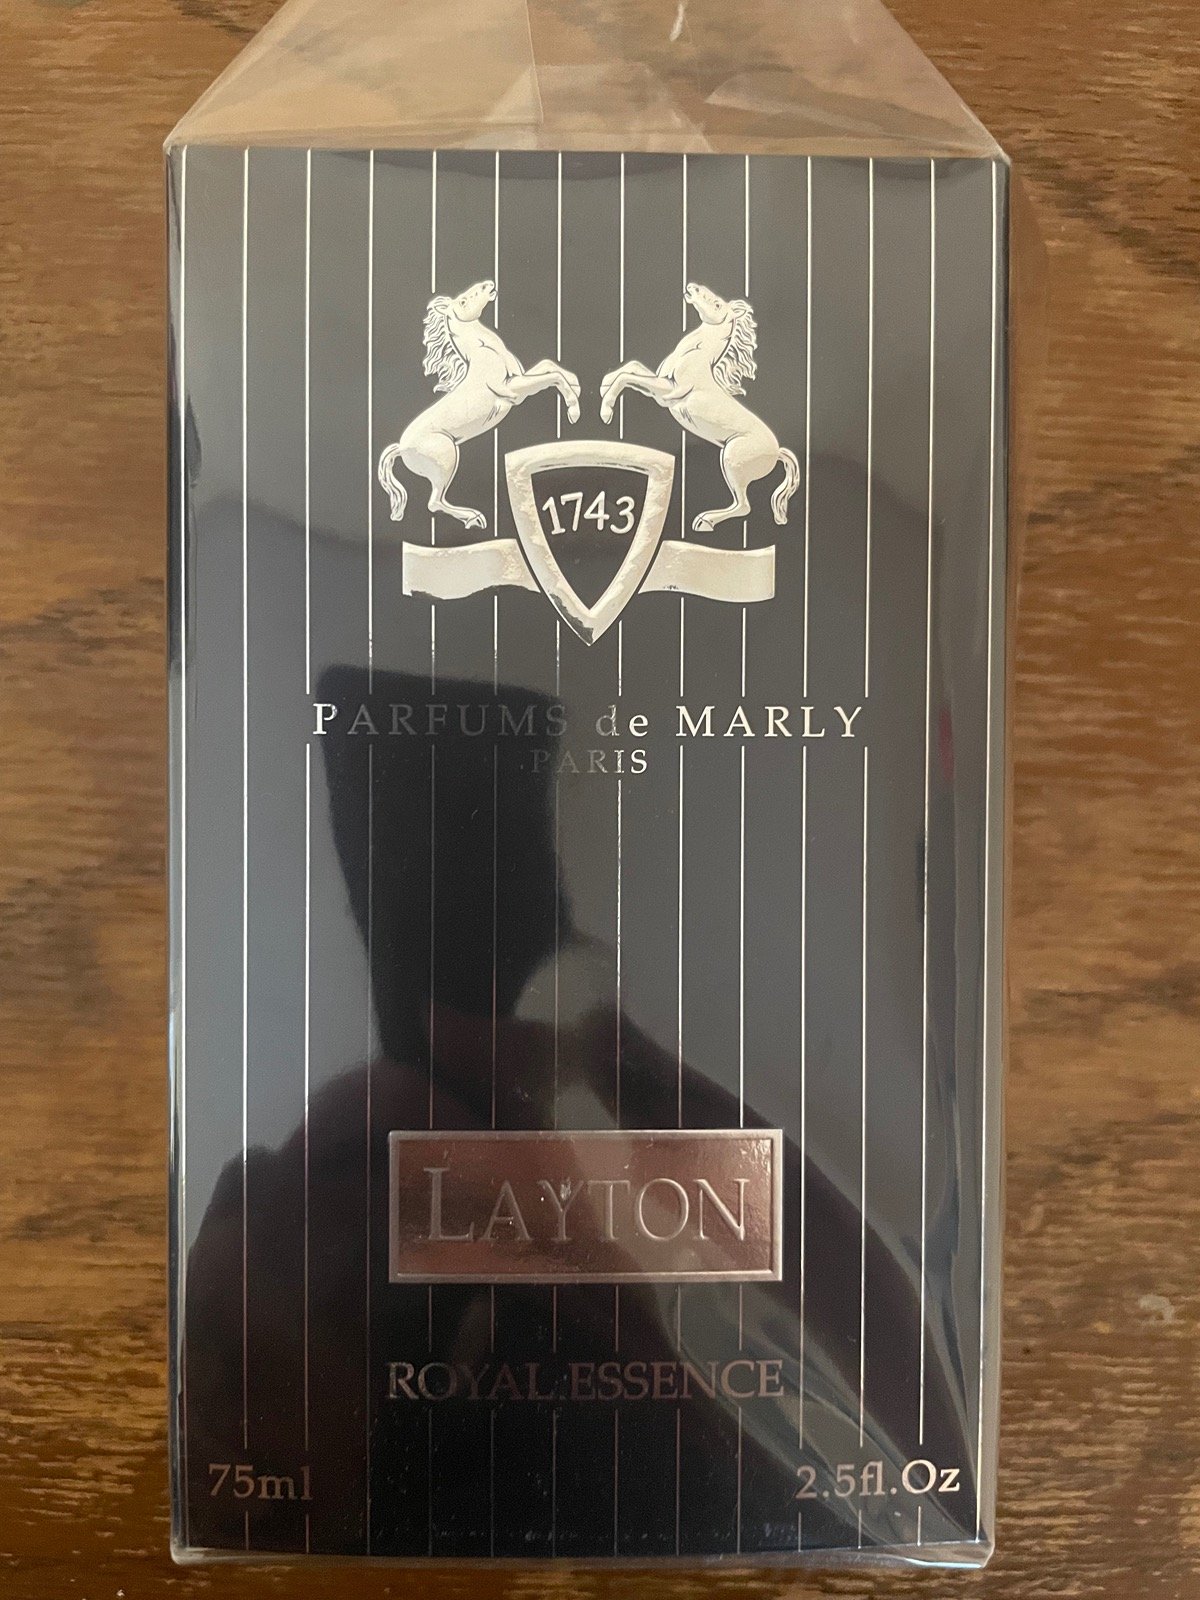 1743
PARFUMS de MARLY
PARIS
LAYTON
ROYAL ESSENCE
75ml 2.5fl.Oz